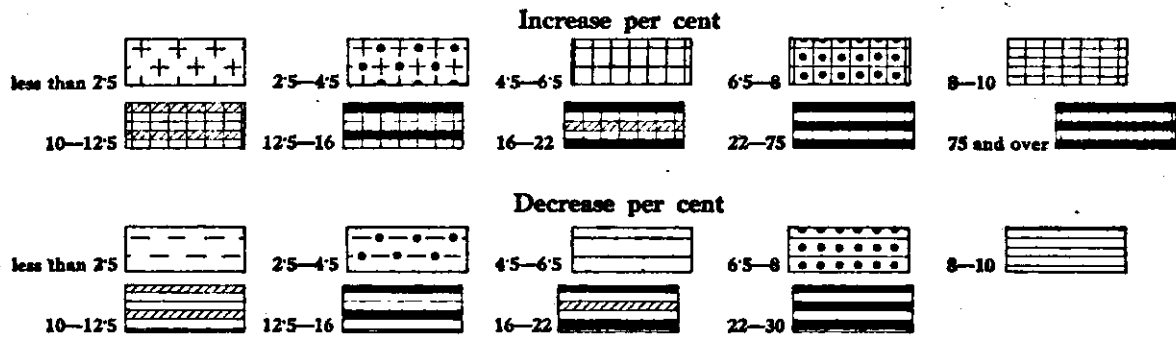 Increase per cent
less than 2·5 2·5—4·5 4·5—6·5 6·5—8 8—10
10—12·5 12·5—16 16—22 22—75 75 and over
Decrease per cent
less than 2·5 2·5—4·5 4·5—6·5 6·5—8 8—10
10—12·5 12·5—16 16—22 22—30